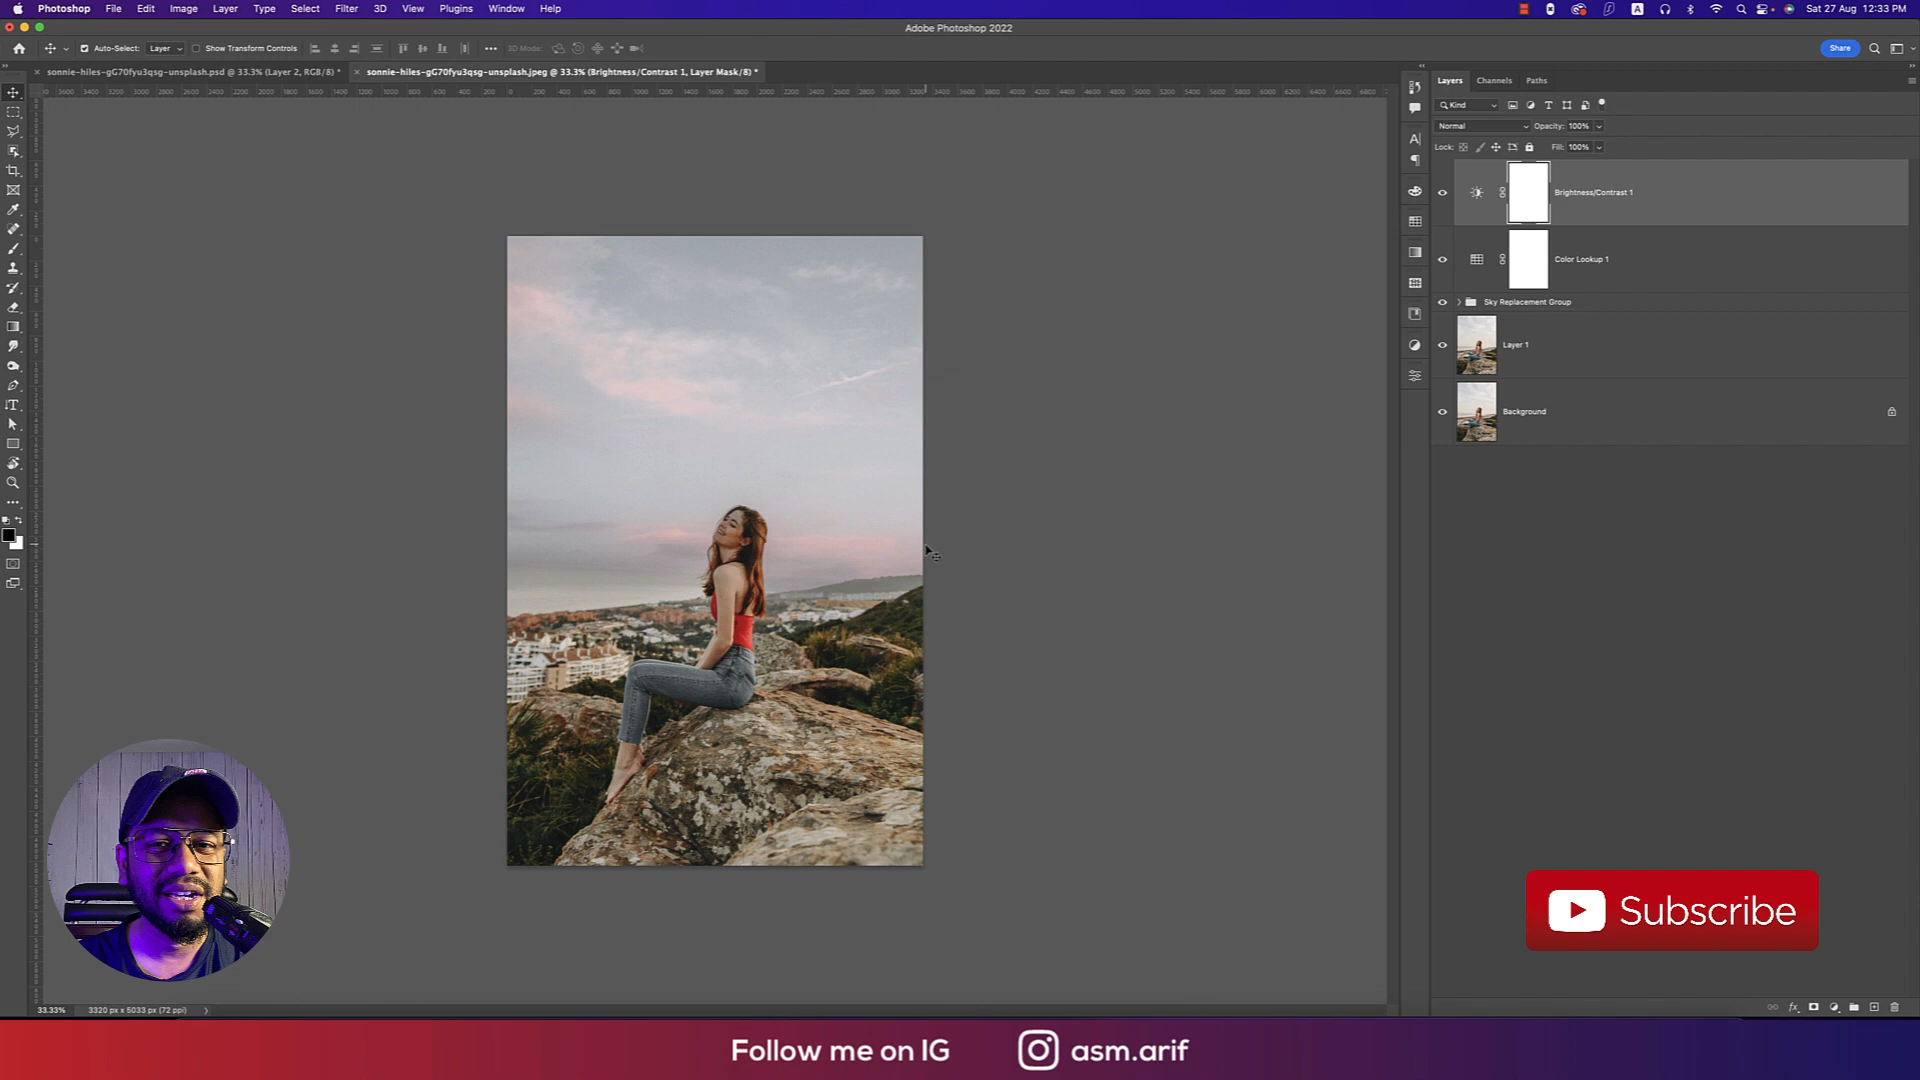 Photoshop File Edit Image Layer Type Select Filter 3D View Plugins Window Help
Sat 27 Aug 12:33 PM
Adobe Photoshop 2022
Auto-Select: Layer Show Transform Controls 3D Mode: Share
sonnie-hiles-gG70fyu3qsg-unsplash.psd @ 33.3% (Layer 2, RGB/8) *
sonnie-hiles-gG70fyu3qsg-unsplash.jpeg @ 33.3% (Brightness/Contrast 1, Layer Mask/8) *
Layers Channels Paths
Kind
Normal Opacity: 100%
Lock: Fill: 100%
Brightness/Contrast 1
Color Lookup 1
Sky Replacement Group
Layer 1
Background
Subscribe
33.33% 3320 px x 5033 px (72 ppi)
Follow me on IG asm.arif